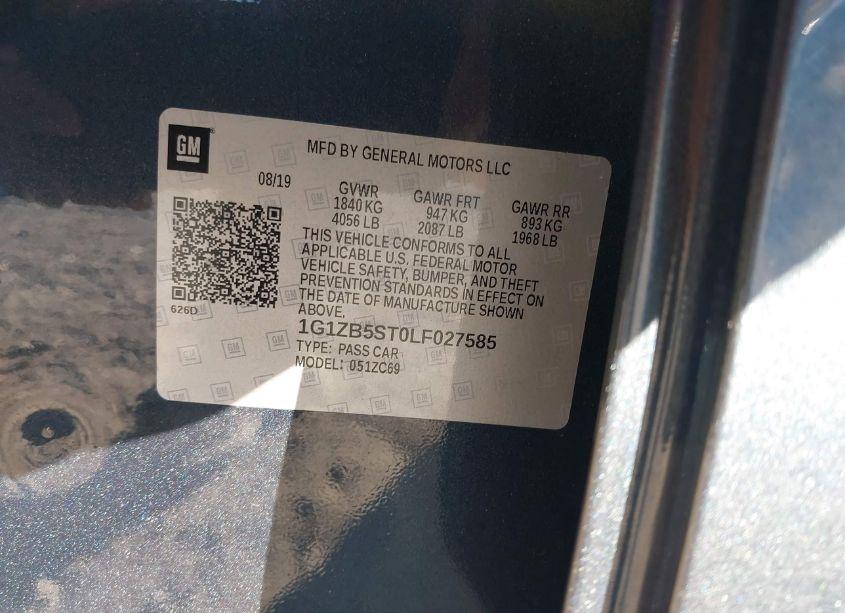 GM
MFD BY GENERAL MOTORS LLC
08/19
GVWR
1840 KG
4056 LB
GAWR FRT
947 KG
2087 LB
GAWR RR
893 KG
1968 LB
THIS VEHICLE CONFORMS TO ALL
APPLICABLE U.S. FEDERAL MOTOR
VEHICLE SAFETY, BUMPER, AND THEFT
PREVENTION STANDARDS IN EFFECT ON
THE DATE OF MANUFACTURE SHOWN
ABOVE.
626D
1G1ZB5ST0LF027585
TYPE: PASS CAR
MODEL: 051ZC69